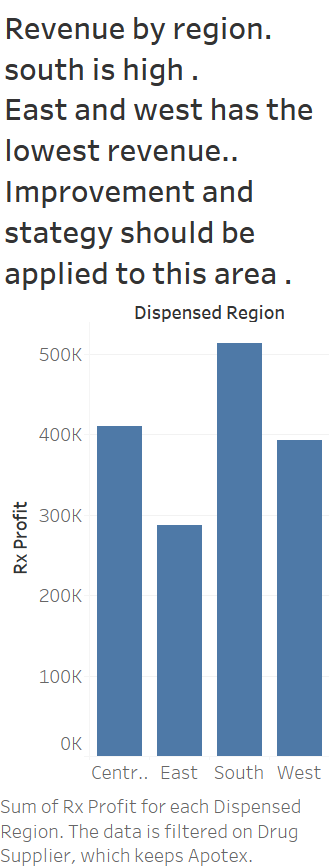 Revenue by region.
south is high .
East and west has the
lowest revenue..
Improvement and
stategy should be
applied to this area .
Dispensed Region
500K
400K
300K
200K
100K
0K
Rx Profit
Centr.. East South West
Sum of Rx Profit for each Dispensed
Region. The data is filtered on Drug
Supplier, which keeps Apotex.